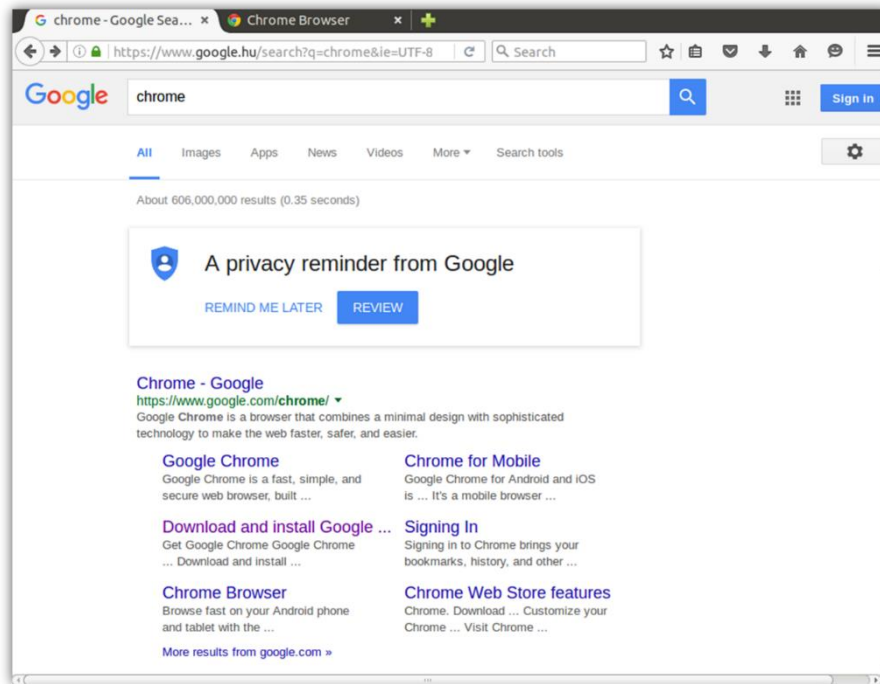 chrome - Google Sea... × Chrome Browser ×
https://www.google.hu/search?q=chrome&ie=UTF-8 Search
Google chrome Sign in
All Images Apps News Videos More Search tools
About 606,000,000 results (0.35 seconds)
A privacy reminder from Google
REMIND ME LATER REVIEW
Chrome - Google
https://www.google.com/chrome/
Google Chrome is a browser that combines a minimal design with sophisticated
technology to make the web faster, safer, and easier.
Google Chrome
Google Chrome is a fast, simple, and
secure web browser, built ...
Chrome for Mobile
Google Chrome for Android and iOS
is ... It's a mobile browser ...
Download and install Google ...
Get Google Chrome Google Chrome
... Download and install ...
Signing In
Signing in to Chrome brings your
bookmarks, history, and other ...
Chrome Browser
Browse fast on your Android phone
and tablet with the ...
Chrome Web Store features
Chrome. Download ... Customize your
Chrome ... Visit Chrome ...
More results from google.com »